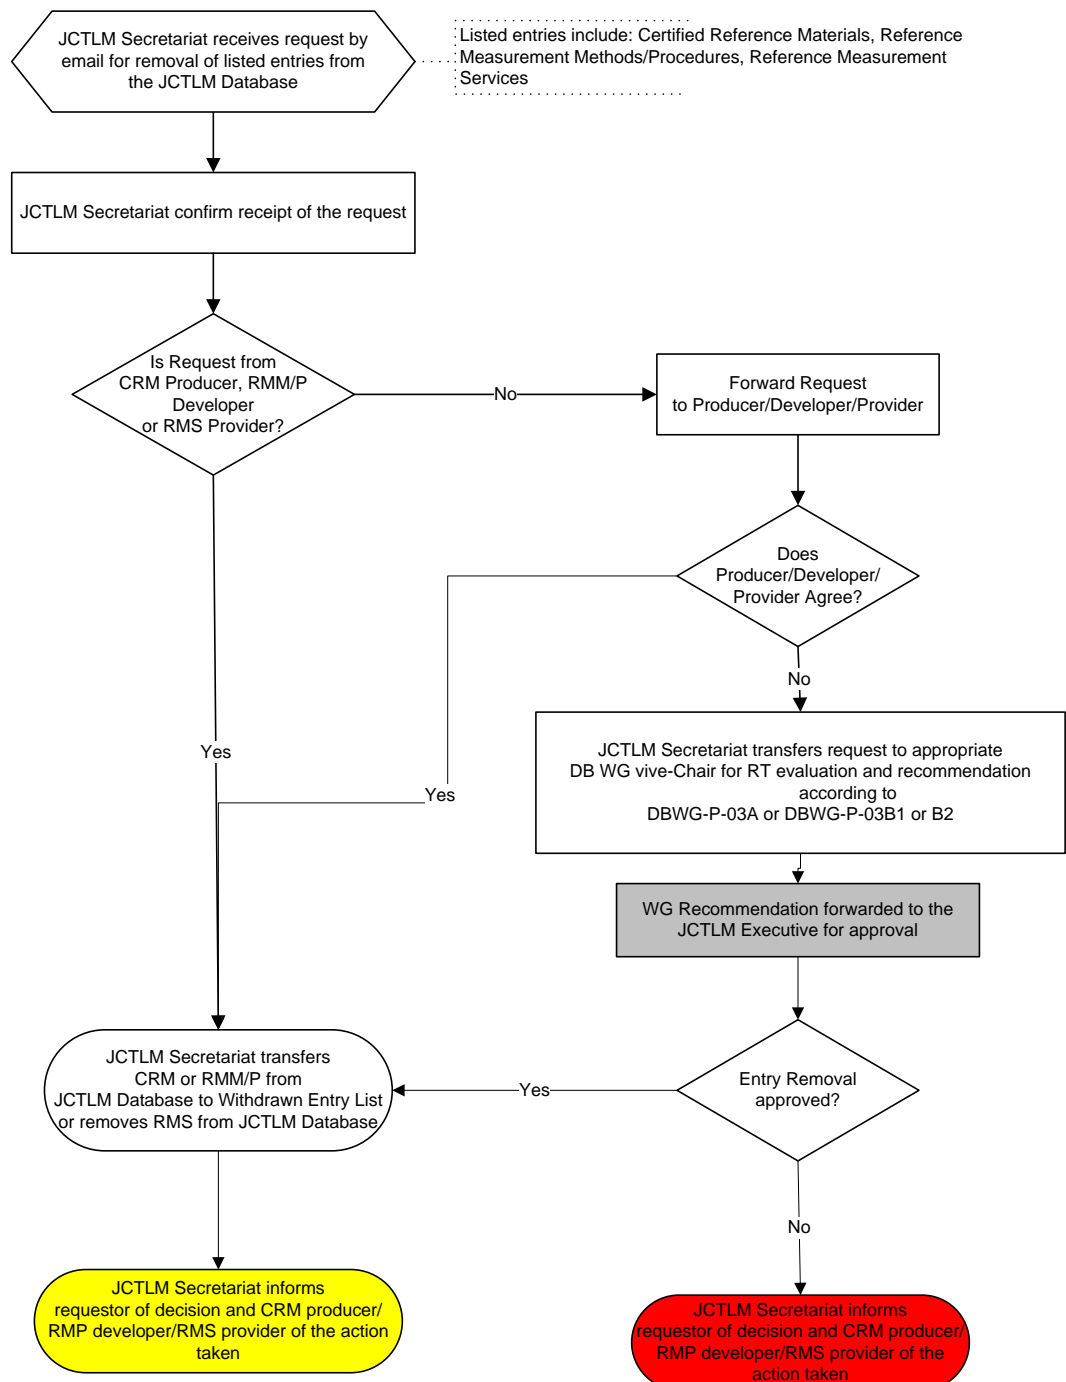 JCTLM Secretariat receives request by
email for removal of listed entries from
the JCTLM Database
Listed entries include: Certified Reference Materials, Reference
Measurement Methods/Procedures, Reference Measurement
Services
JCTLM Secretariat confirm receipt of the request
Is Request from
CRM Producer, RMM/P
Developer
or RMS Provider?
No
Forward Request
to Producer/Developer/Provider
Does
Producer/Developer/
Provider Agree?
No
Yes
Yes
JCTLM Secretariat transfers request to appropriate
DB WG vive-Chair for RT evaluation and recommendation
according to
DBWG-P-03A or DBWG-P-03B1 or B2
WG Recommendation forwarded to the
JCTLM Executive for approval
JCTLM Secretariat transfers
CRM or RMM/P from
JCTLM Database to Withdrawn Entry List
or removes RMS from JCTLM Database
Yes
Entry Removal
approved?
No
JCTLM Secretariat informs
requestor of decision and CRM producer/
RMP developer/RMS provider of the action
taken
JCTLM Secretariat informs
requestor of decision and CRM producer/
RMP developer/RMS provider of the
action taken